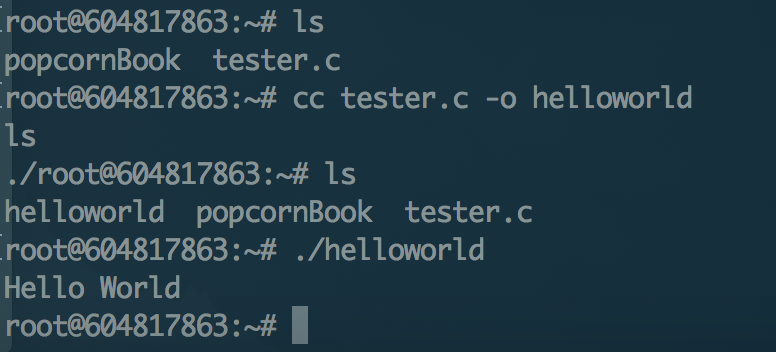 root@604817863:~# ls
popcornBook  tester.c
root@604817863:~# cc tester.c -o helloworld
ls
./root@604817863:~# ls
helloworld  popcornBook  tester.c
root@604817863:~# ./helloworld
Hello World
root@604817863:~#